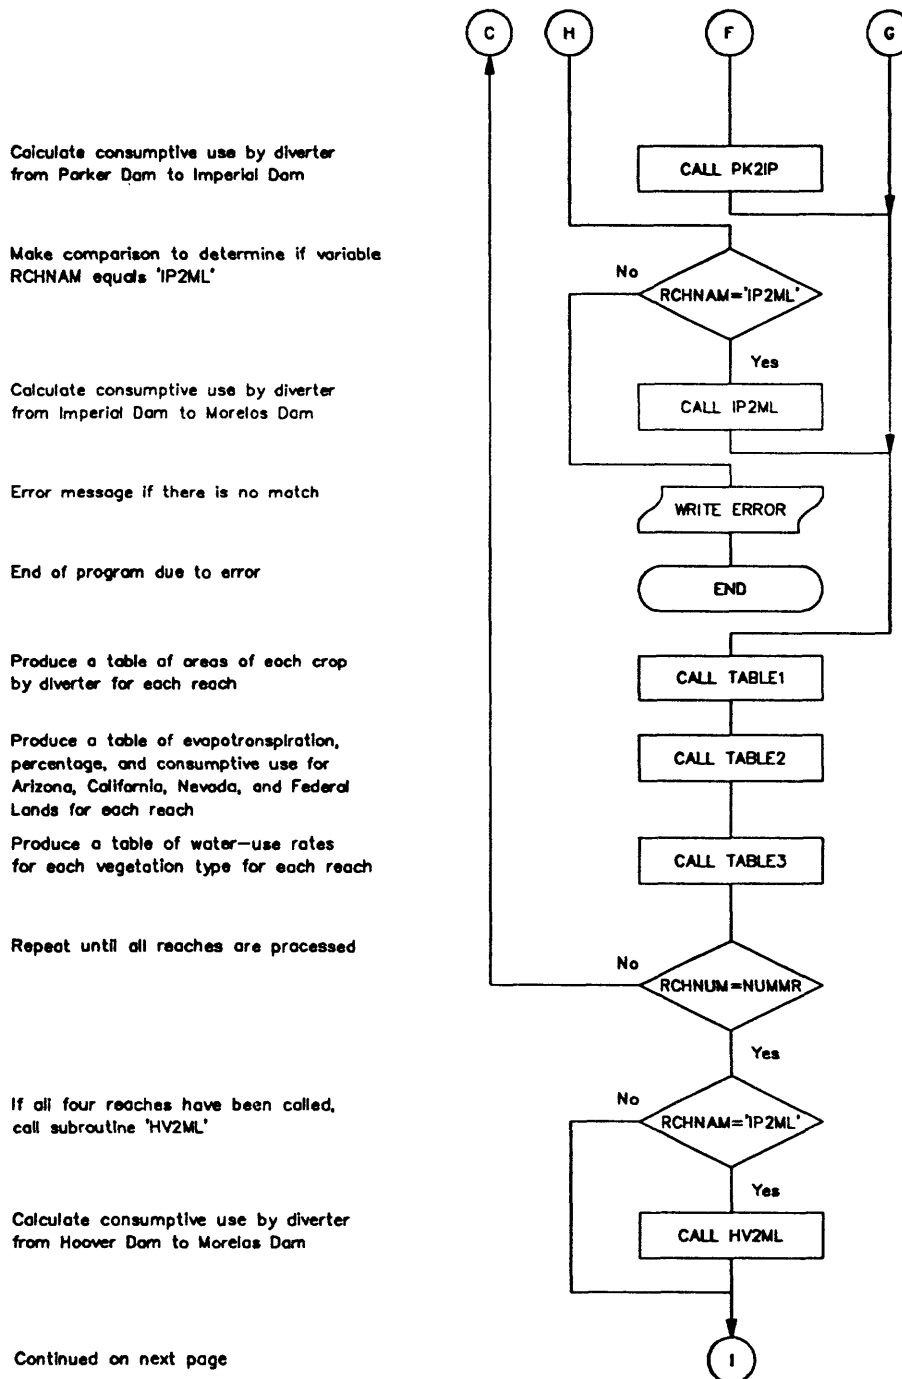 C H F G
Calculate consumptive use by diverter
from Parker Dam to Imperial Dam
CALL PK2IP
Make comparison to determine if variable
RCHNAM equals 'IP2ML'
No
RCHNAM='IP2ML'
Yes
Calculate consumptive use by diverter
from Imperial Dam to Morelos Dam
CALL IP2ML
Error message if there is no match
WRITE ERROR
End of program due to error
END
Produce a table of areas of each crop
by diverter for each reach
CALL TABLE1
Produce a table of evapotranspiration,
percentage, and consumptive use for
Arizona, California, Nevada, and Federal
Lands for each reach
CALL TABLE2
Produce a table of water-use rates
for each vegetation type for each reach
CALL TABLE3
Repeat until all reaches are processed
No
RCHNUM=NUMMR
Yes
If all four reaches have been called,
call subroutine 'HV2ML'
No
RCHNAM='IP2ML'
Yes
Calculate consumptive use by diverter
from Hoover Dam to Morelos Dam
CALL HV2ML
Continued on next page
I